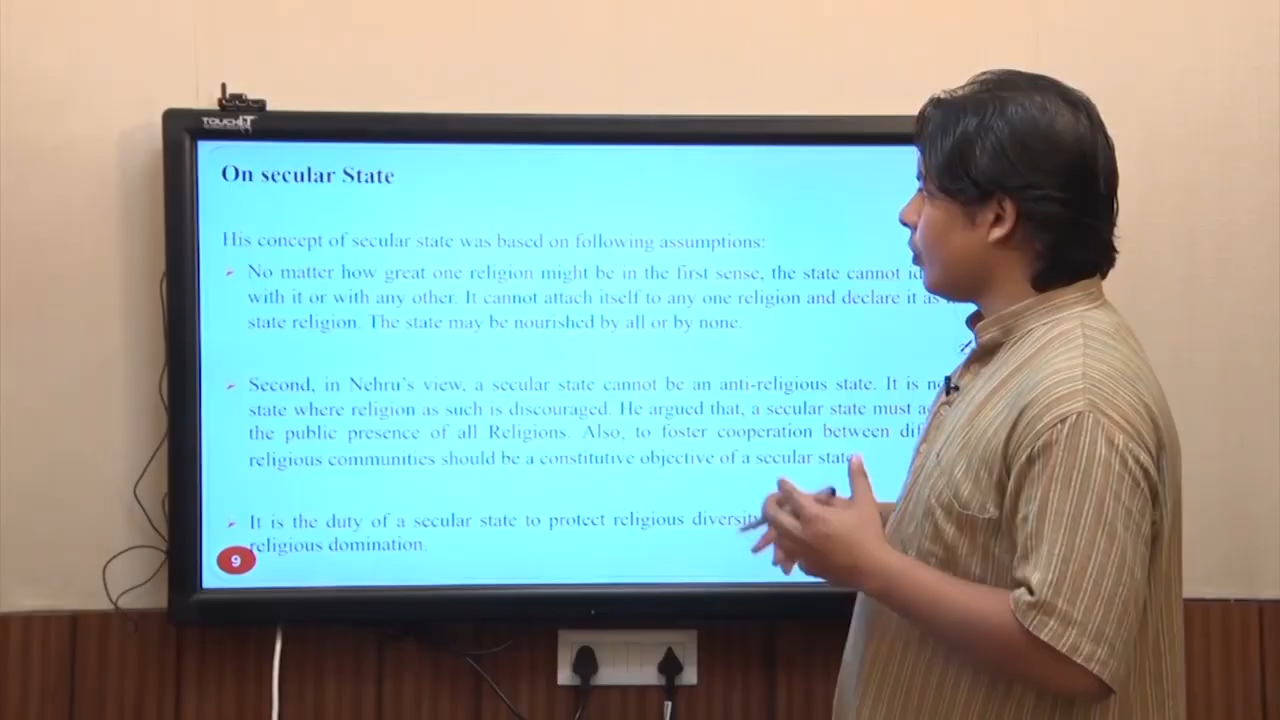 TOUCHIT
On secular State
His concept of secular state was based on following assumptions:
No matter how great one religion might be in the first sense, the state cannot
with it or with any other. It cannot attach itself to any one religion and declare it as
state religion. The state may be nourished by all or by none.
Second, in Nehru's view, a secular state cannot be an anti-religious state. It is
state where religion as such is discouraged. He argued that, a secular state must
the public presence of all Religions. Also, to foster cooperation between
religious communities should be a constitutive objective of a secular state
It is the duty of a secular state to protect religious diversity
religious domination.
9